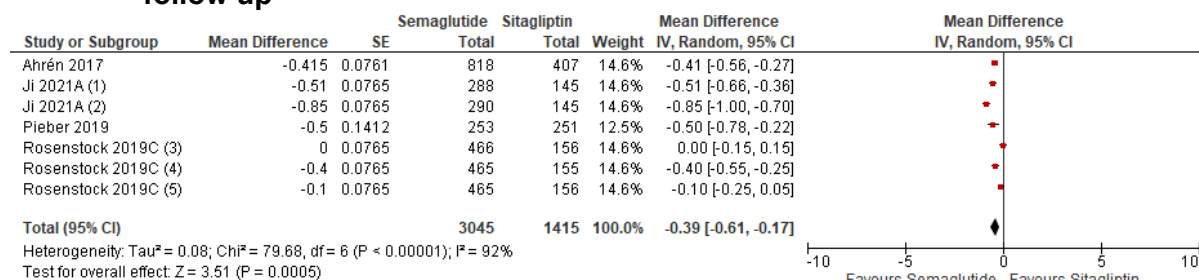 follow up
Semaglutide Sitagliptin Mean Difference Mean Difference
Study or Subgroup Mean Difference SE Total Total Weight IV, Random, 95% CI IV, Random, 95% CI
Ahrén 2017 -0.415 0.0761 818 407 14.6% -0.41 [-0.56, -0.27]
Ji 2021A (1) -0.51 0.0765 288 145 14.6% -0.51 [-0.66, -0.36]
Ji 2021A (2) -0.85 0.0765 290 145 14.6% -0.85 [-1.00, -0.70]
Pieber 2019 -0.5 0.1412 253 251 12.5% -0.50 [-0.78, -0.22]
Rosenstock 2019C (3) 0 0.0765 466 156 14.6% 0.00 [-0.15, 0.15]
Rosenstock 2019C (4) -0.4 0.0765 465 155 14.6% -0.40 [-0.55, -0.25]
Rosenstock 2019C (5) -0.1 0.0765 465 156 14.6% -0.10 [-0.25, 0.05]
Total (95% CI) 3045 1415 100.0% -0.39 [-0.61, -0.17]
Heterogeneity: Tau² = 0.08; Chi² = 79.68, df = 6 (P < 0.00001); I² = 92%
Test for overall effect: Z = 3.51 (P = 0.0005)
-10 -5 0 5 10
Favours Semaglutide Favours Sitagliptin